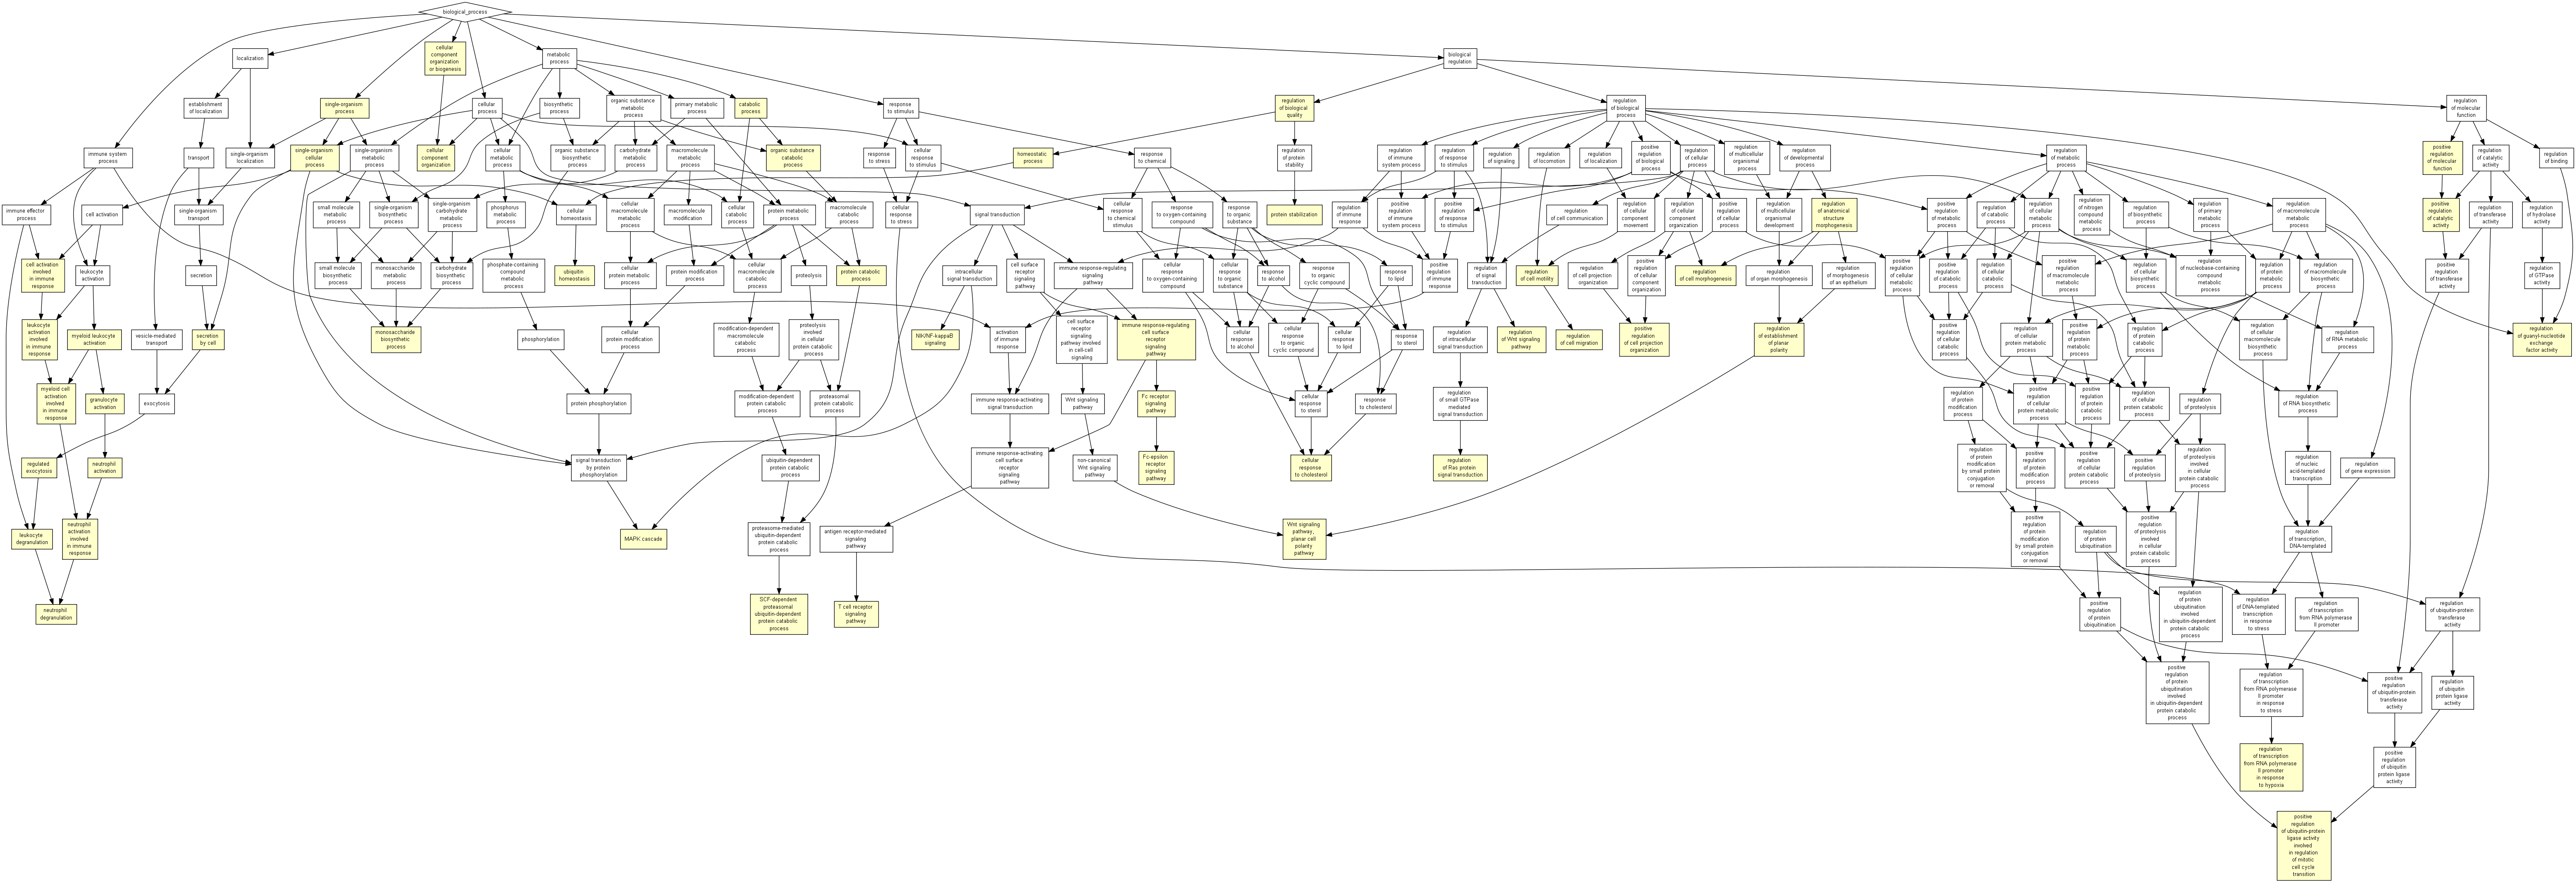 biological_process
localization
cellular
component
organization
or biogenesis
metabolic
process
biological
regulation
establishment
of localization
single-organism
process
cellular
process
biosynthetic
process
organic substance
metabolic
process
primary metabolic
process
catabolic
process
response
to stimulus
regulation
of biological
quality
regulation
of biological
process
regulation
of molecular
function
immune system
process
transport
single-organism
localization
single-organism
cellular
process
single-organism
metabolic
process
cellular
component
organization
cellular
metabolic
process
organic substance
biosynthetic
process
carbohydrate
metabolic
process
macromolecule
metabolic
process
organic substance
catabolic
process
response
to stress
cellular
response
to stimulus
homeostatic
process
response
to chemical
regulation
of protein
stability
regulation
of immune
system process
regulation
of response
to stimulus
regulation
of signaling
regulation
of locomotion
regulation
of localization
positive
regulation
of biological
process
regulation
of cellular
process
regulation
of multicellular
organismal
process
regulation
of developmental
process
regulation
of metabolic
process
positive
regulation
of molecular
function
regulation
of catalytic
activity
regulation
of binding
immune effector
process
cell activation
single-organism
transport
small molecule
metabolic
process
single-organism
biosynthetic
process
single-organism
carbohydrate
metabolic
process
phosphorus
metabolic
process
cellular
homeostasis
cellular
macromolecule
metabolic
process
macromolecule
modification
cellular
catabolic
process
protein metabolic
process
macromolecule
catabolic
process
cellular
response
to stress
signal transduction
cellular
response
to chemical
stimulus
response
to oxygen-containing
compound
response
to organic
substance
protein stabilization
regulation
of immune
response
positive
regulation
of immune
system process
positive
regulation
of response
to stimulus
regulation
of cell communication
regulation
of cellular
component
movement
regulation
of cellular
component
organization
positive
regulation
of cellular
process
regulation
of multicellular
organismal
development
regulation
of anatomical
structure
morphogenesis
positive
regulation
of metabolic
process
regulation
of catabolic
process
regulation
of cellular
metabolic
process
regulation
of nitrogen
compound
metabolic
process
regulation
of biosynthetic
process
regulation
of primary
metabolic
process
regulation
of macromolecule
metabolic
process
positive
regulation
of catalytic
activity
regulation
of transferase
activity
regulation
of hydrolase
activity
cell activation
involved
in immune
response
leukocyte
activation
secretion
small molecule
biosynthetic
process
monosaccharide
metabolic
process
carbohydrate
biosynthetic
process
phosphate-containing
compound
metabolic
process
ubiquitin
homeostasis
cellular
protein metabolic
process
protein modification
process
cellular
macromolecule
catabolic
process
proteolysis
protein catabolic
process
intracellular
signal transduction
cell surface
receptor
signaling
pathway
immune response-regulating
signaling
pathway
cellular
response
to oxygen-containing
compound
cellular
response
to organic
substance
response
to alcohol
response
to organic
cyclic compound
response
to lipid
positive
regulation
of immune
response
regulation
of signal
transduction
regulation
of cell motility
regulation
of cell projection
organization
positive
regulation
of cellular
component
organization
regulation
of cell morphogenesis
regulation
of organ morphogenesis
regulation
of morphogenesis
of an epithelium
positive
regulation
of cellular
metabolic
process
positive
regulation
of catabolic
process
regulation
of cellular
catabolic
process
positive
regulation
of macromolecule
metabolic
process
regulation
of cellular
biosynthetic
process
regulation
of nucleobase-containing
compound
metabolic
process
regulation
of protein
metabolic
process
regulation
of macromolecule
biosynthetic
process
positive
regulation
of transferase
activity
regulation
of GTPase
activity
leukocyte
activation
involved
in immune
response
myeloid leukocyte
activation
vesicle-mediated
transport
secretion
by cell
monosaccharide
biosynthetic
process
phosphorylation
cellular
protein modification
process
modification-dependent
macromolecule
catabolic
process
proteolysis
involved
in cellular
protein catabolic
process
NIK/NF-kappaB
signaling
activation
of immune
response
cell surface
receptor
signaling
pathway involved
in cell-cell
signaling
immune response-regulating
cell surface
receptor
signaling
pathway
cellular
response
to alcohol
cellular
response
to organic
cyclic compound
cellular
response
to lipid
response
to sterol
regulation
of intracellular
signal transduction
regulation
of Wnt signaling
pathway
regulation
of cell migration
positive
regulation
of cell projection
organization
regulation
of establishment
of planar
polarity
positive
regulation
of cellular
catabolic
process
regulation
of cellular
protein metabolic
process
positive
regulation
of protein
metabolic
process
regulation
of protein
catabolic
process
regulation
of cellular
macromolecule
biosynthetic
process
regulation
of RNA metabolic
process
regulation
of guanyl-nucleotide
exchange
factor activity
myeloid cell
activation
involved
in immune
response
granulocyte
activation
exocytosis
protein phosphorylation
modification-dependent
protein catabolic
process
proteasomal
protein catabolic
process
immune response-activating
signal transduction
Wnt signaling
pathway
Fc receptor
signaling
pathway
cellular
response
to sterol
response
to cholesterol
regulation
of small GTPase
mediated
signal transduction
regulation
of protein
modification
process
positive
regulation
of cellular
protein metabolic
process
positive
regulation
of protein
catabolic
process
regulation
of cellular
protein catabolic
process
regulation
of proteolysis
regulation
of RNA biosynthetic
process
regulated
exocytosis
neutrophil
activation
signal transduction
by protein
phosphorylation
ubiquitin-dependent
protein catabolic
process
immune response-activating
cell surface
receptor
signaling
pathway
non-canonical
Wnt signaling
pathway
Fc-epsilon
receptor
signaling
pathway
cellular
response
to cholesterol
regulation
of Ras protein
signal transduction
regulation
of protein
modification
by small protein
conjugation
or removal
positive
regulation
of protein
modification
process
positive
regulation
of cellular
protein catabolic
process
positive
regulation
of proteolysis
regulation
of proteolysis
involved
in cellular
protein catabolic
process
regulation
of nucleic
acid-templated
transcription
regulation
of gene expression
leukocyte
degranulation
neutrophil
activation
involved
in immune
response
MAPK cascade
proteasome-mediated
ubiquitin-dependent
protein catabolic
process
antigen receptor-mediated
signaling
pathway
Wnt signaling
pathway,
planar cell
polarity
pathway
positive
regulation
of protein
modification
by small protein
conjugation
or removal
regulation
of protein
ubiquitination
positive
regulation
of proteolysis
involved
in cellular
protein catabolic
process
regulation
of transcription,
DNA-templated
neutrophil
degranulation
SCF-dependent
proteasomal
ubiquitin-dependent
protein catabolic
process
T cell receptor
signaling
pathway
positive
regulation
of protein
ubiquitination
regulation
of protein
ubiquitination
involved
in ubiquitin-dependent
protein catabolic
process
regulation
of DNA-templated
transcription
in response
to stress
regulation
of transcription
from RNA polymerase
II promoter
regulation
of ubiquitin-protein
transferase
activity
positive
regulation
of protein
ubiquitination
involved
in ubiquitin-dependent
protein catabolic
process
regulation
of transcription
from RNA polymerase
II promoter
in response
to stress
positive
regulation
of ubiquitin-protein
transferase
activity
regulation
of ubiquitin
protein ligase
activity
regulation
of transcription
from RNA polymerase
II promoter
in response
to hypoxia
positive
regulation
of ubiquitin
protein ligase
activity
positive
regulation
of ubiquitin-protein
ligase activity
involved
in regulation
of mitotic
cell cycle
transition